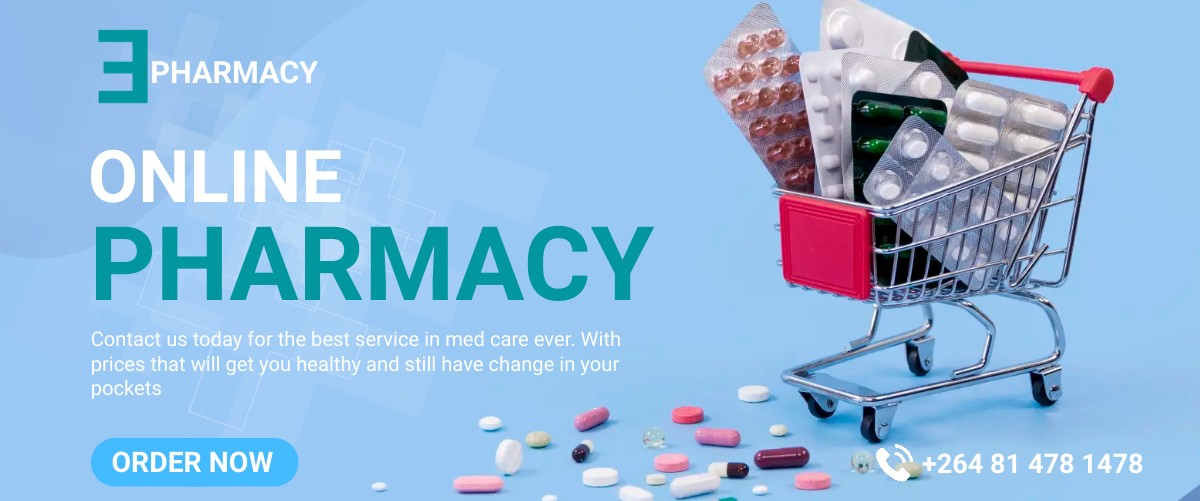 Ǝ PHARMACY
ONLINE
PHARMACY
Contact us today for the best service in med care ever. With
prices that will get you healthy and still have change in your
pockets
ORDER NOW
+264 81 478 1478